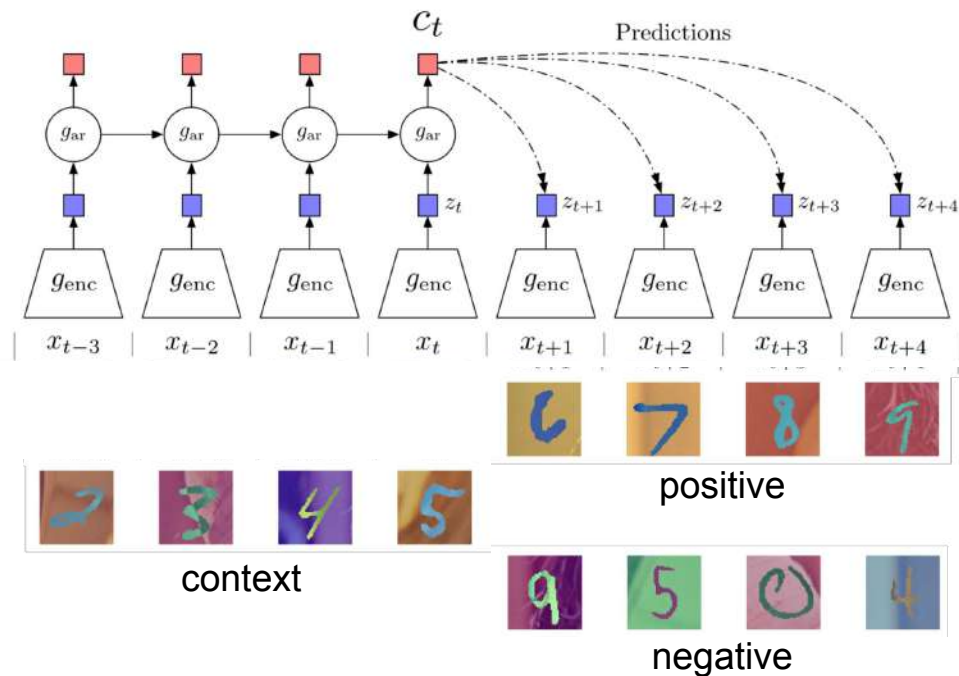 c_t
Predictions
g_ar g_ar g_ar g_ar
z_t z_{t+1} z_{t+2} z_{t+3} z_{t+4}
g_enc g_enc g_enc g_enc g_enc g_enc g_enc g_enc
| x_{t-3} | x_{t-2} | x_{t-1} | x_t | x_{t+1} | x_{t+2} | x_{t+3} | x_{t+4} |
6 7 8 9
positive
2 3 4 5
context
9 5 0 4
negative